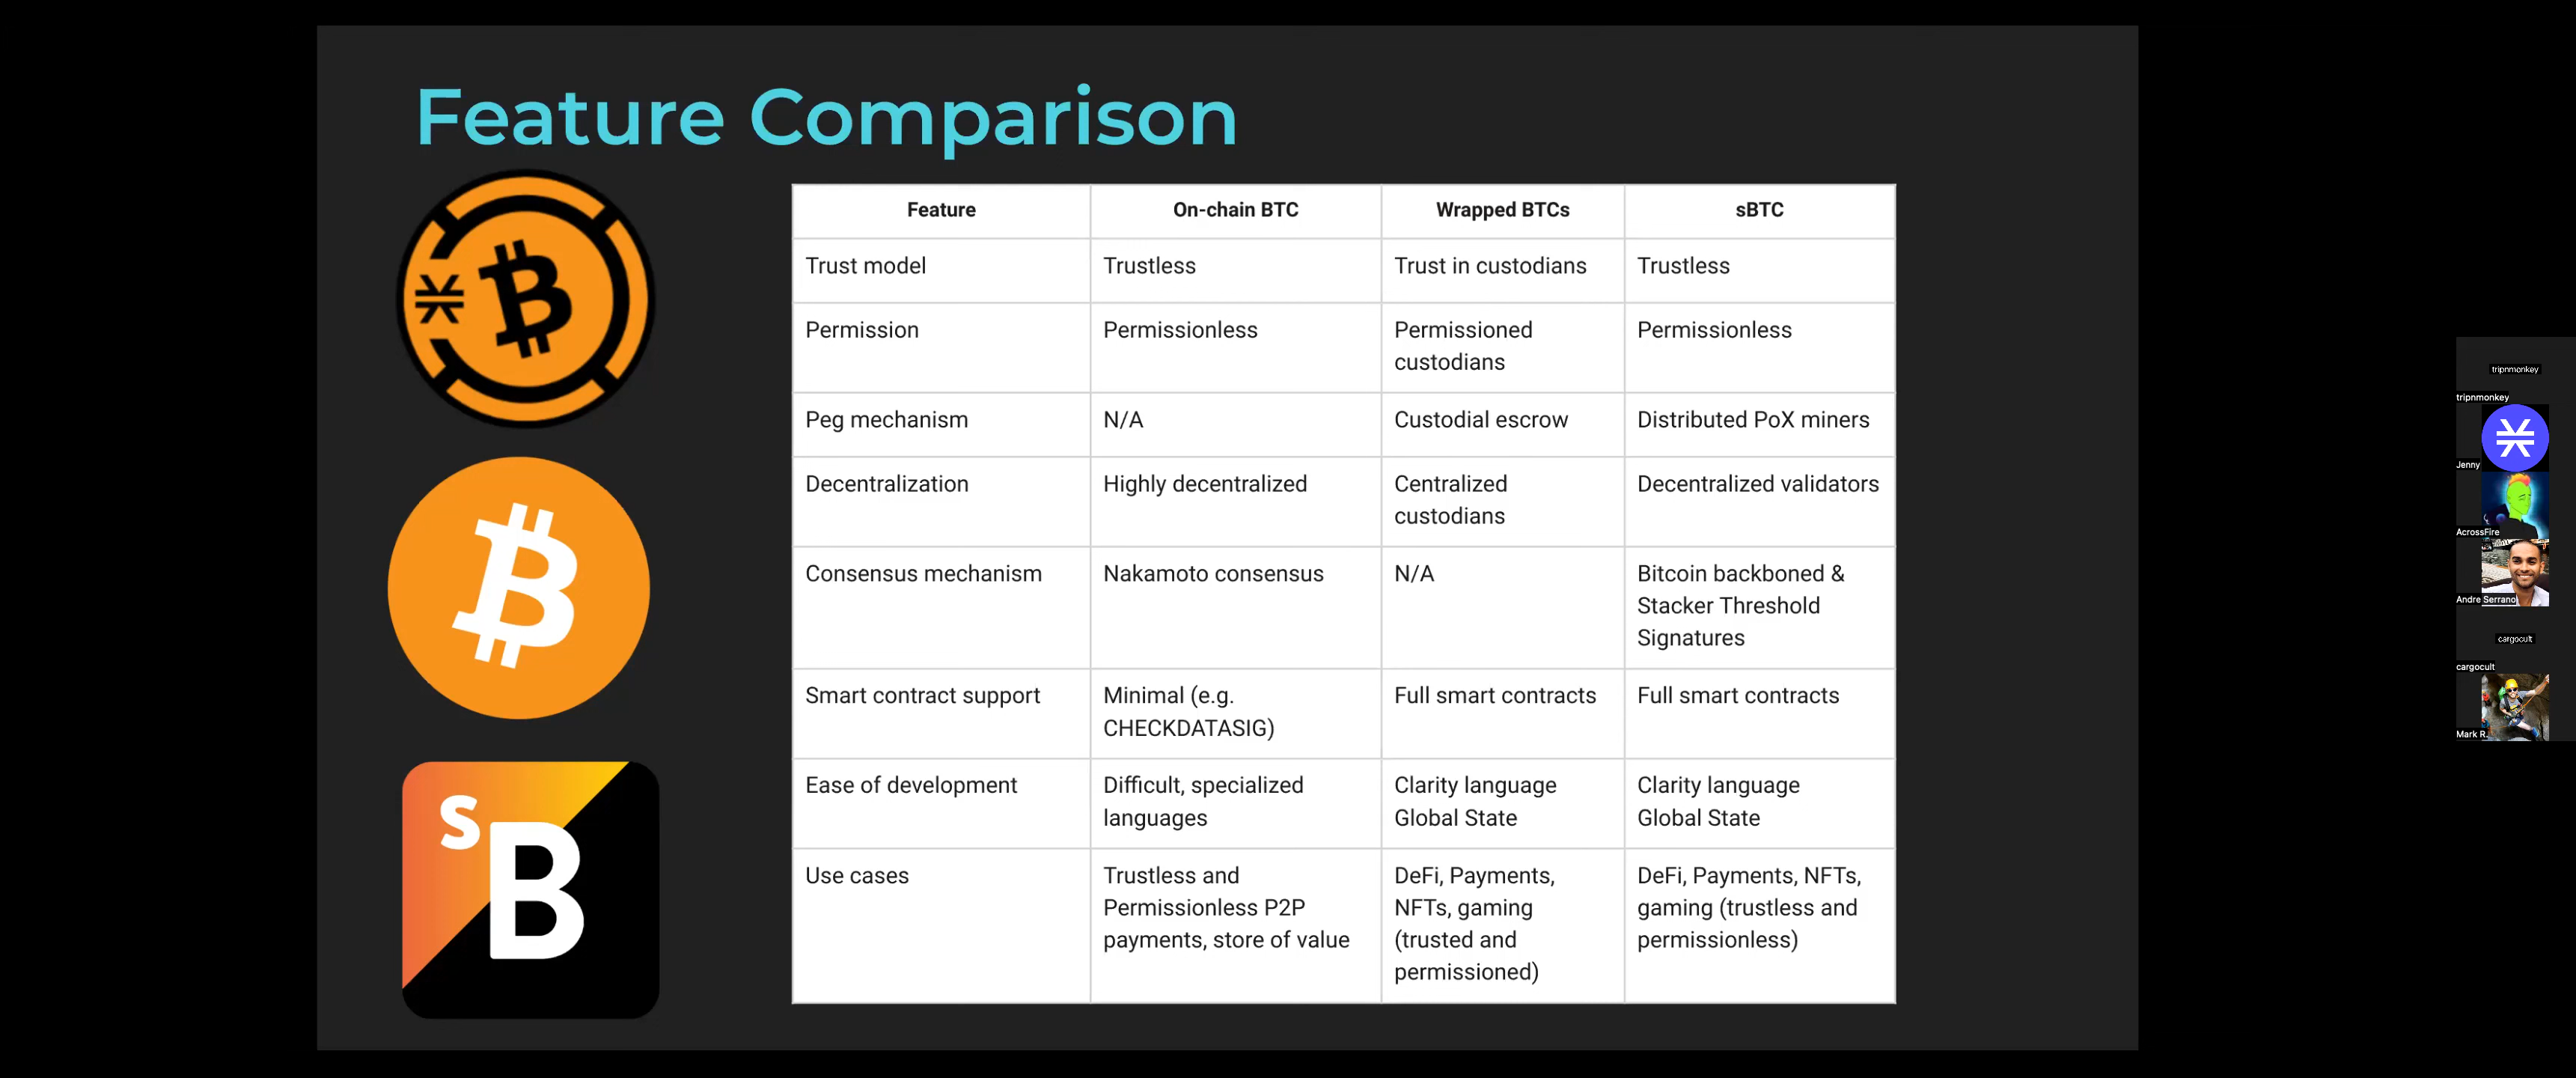 Feature Comparison
Feature On-chain BTC Wrapped BTCs sBTC
Trust model Trustless Trust in custodians Trustless
Permission Permissionless Permissioned Permissionless
custodians
Peg mechanism N/A Custodial escrow Distributed PoX miners
Decentralization Highly decentralized Centralized Decentralized validators
custodians
Consensus mechanism Nakamoto consensus N/A Bitcoin backboned &
Stacker Threshold
Signatures
Smart contract support Minimal (e.g. Full smart contracts Full smart contracts
CHECKDATASIG)
Ease of development Difficult, specialized Clarity language Clarity language
languages Global State Global State
Use cases Trustless and DeFi, Payments, DeFi, Payments, NFTs,
Permissionless P2P NFTs, gaming gaming (trustless and
payments, store of value (trusted and permissionless)
permissioned)
s
B
tripnmonkey
tripnmonkey
Jenny
AcrossFire
Andre Serrano
cargocult
cargocult
Mark R.